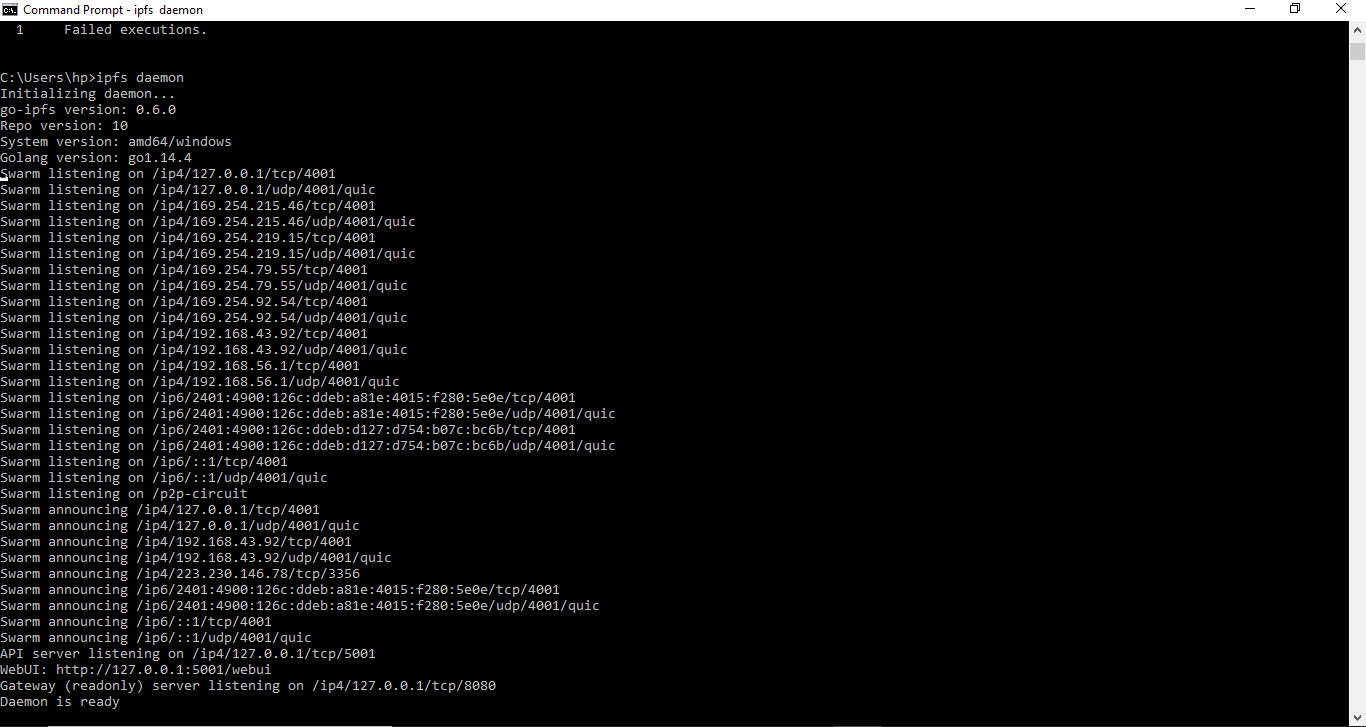 Command Prompt - ipfs  daemon
  1     Failed executions.
C:\Users\hp>ipfs daemon
Initializing daemon...
go-ipfs version: 0.6.0
Repo version: 10
System version: amd64/windows
Golang version: go1.14.4
Swarm listening on /ip4/127.0.0.1/tcp/4001
Swarm listening on /ip4/127.0.0.1/udp/4001/quic
Swarm listening on /ip4/169.254.215.46/tcp/4001
Swarm listening on /ip4/169.254.215.46/udp/4001/quic
Swarm listening on /ip4/169.254.219.15/tcp/4001
Swarm listening on /ip4/169.254.219.15/udp/4001/quic
Swarm listening on /ip4/169.254.79.55/tcp/4001
Swarm listening on /ip4/169.254.79.55/udp/4001/quic
Swarm listening on /ip4/169.254.92.54/tcp/4001
Swarm listening on /ip4/169.254.92.54/udp/4001/quic
Swarm listening on /ip4/192.168.43.92/tcp/4001
Swarm listening on /ip4/192.168.43.92/udp/4001/quic
Swarm listening on /ip4/192.168.56.1/tcp/4001
Swarm listening on /ip4/192.168.56.1/udp/4001/quic
Swarm listening on /ip6/2401:4900:126c:ddeb:a81e:4015:f280:5e0e/tcp/4001
Swarm listening on /ip6/2401:4900:126c:ddeb:a81e:4015:f280:5e0e/udp/4001/quic
Swarm listening on /ip6/2401:4900:126c:ddeb:d127:d754:b07c:bc6b/tcp/4001
Swarm listening on /ip6/2401:4900:126c:ddeb:d127:d754:b07c:bc6b/udp/4001/quic
Swarm listening on /ip6/::1/tcp/4001
Swarm listening on /ip6/::1/udp/4001/quic
Swarm listening on /p2p-circuit
Swarm announcing /ip4/127.0.0.1/tcp/4001
Swarm announcing /ip4/127.0.0.1/udp/4001/quic
Swarm announcing /ip4/192.168.43.92/tcp/4001
Swarm announcing /ip4/192.168.43.92/udp/4001/quic
Swarm announcing /ip4/223.230.146.78/tcp/3356
Swarm announcing /ip6/2401:4900:126c:ddeb:a81e:4015:f280:5e0e/tcp/4001
Swarm announcing /ip6/2401:4900:126c:ddeb:a81e:4015:f280:5e0e/udp/4001/quic
Swarm announcing /ip6/::1/tcp/4001
Swarm announcing /ip6/::1/udp/4001/quic
API server listening on /ip4/127.0.0.1/tcp/5001
WebUI: http://127.0.0.1:5001/webui
Gateway (readonly) server listening on /ip4/127.0.0.1/tcp/8080
Daemon is ready